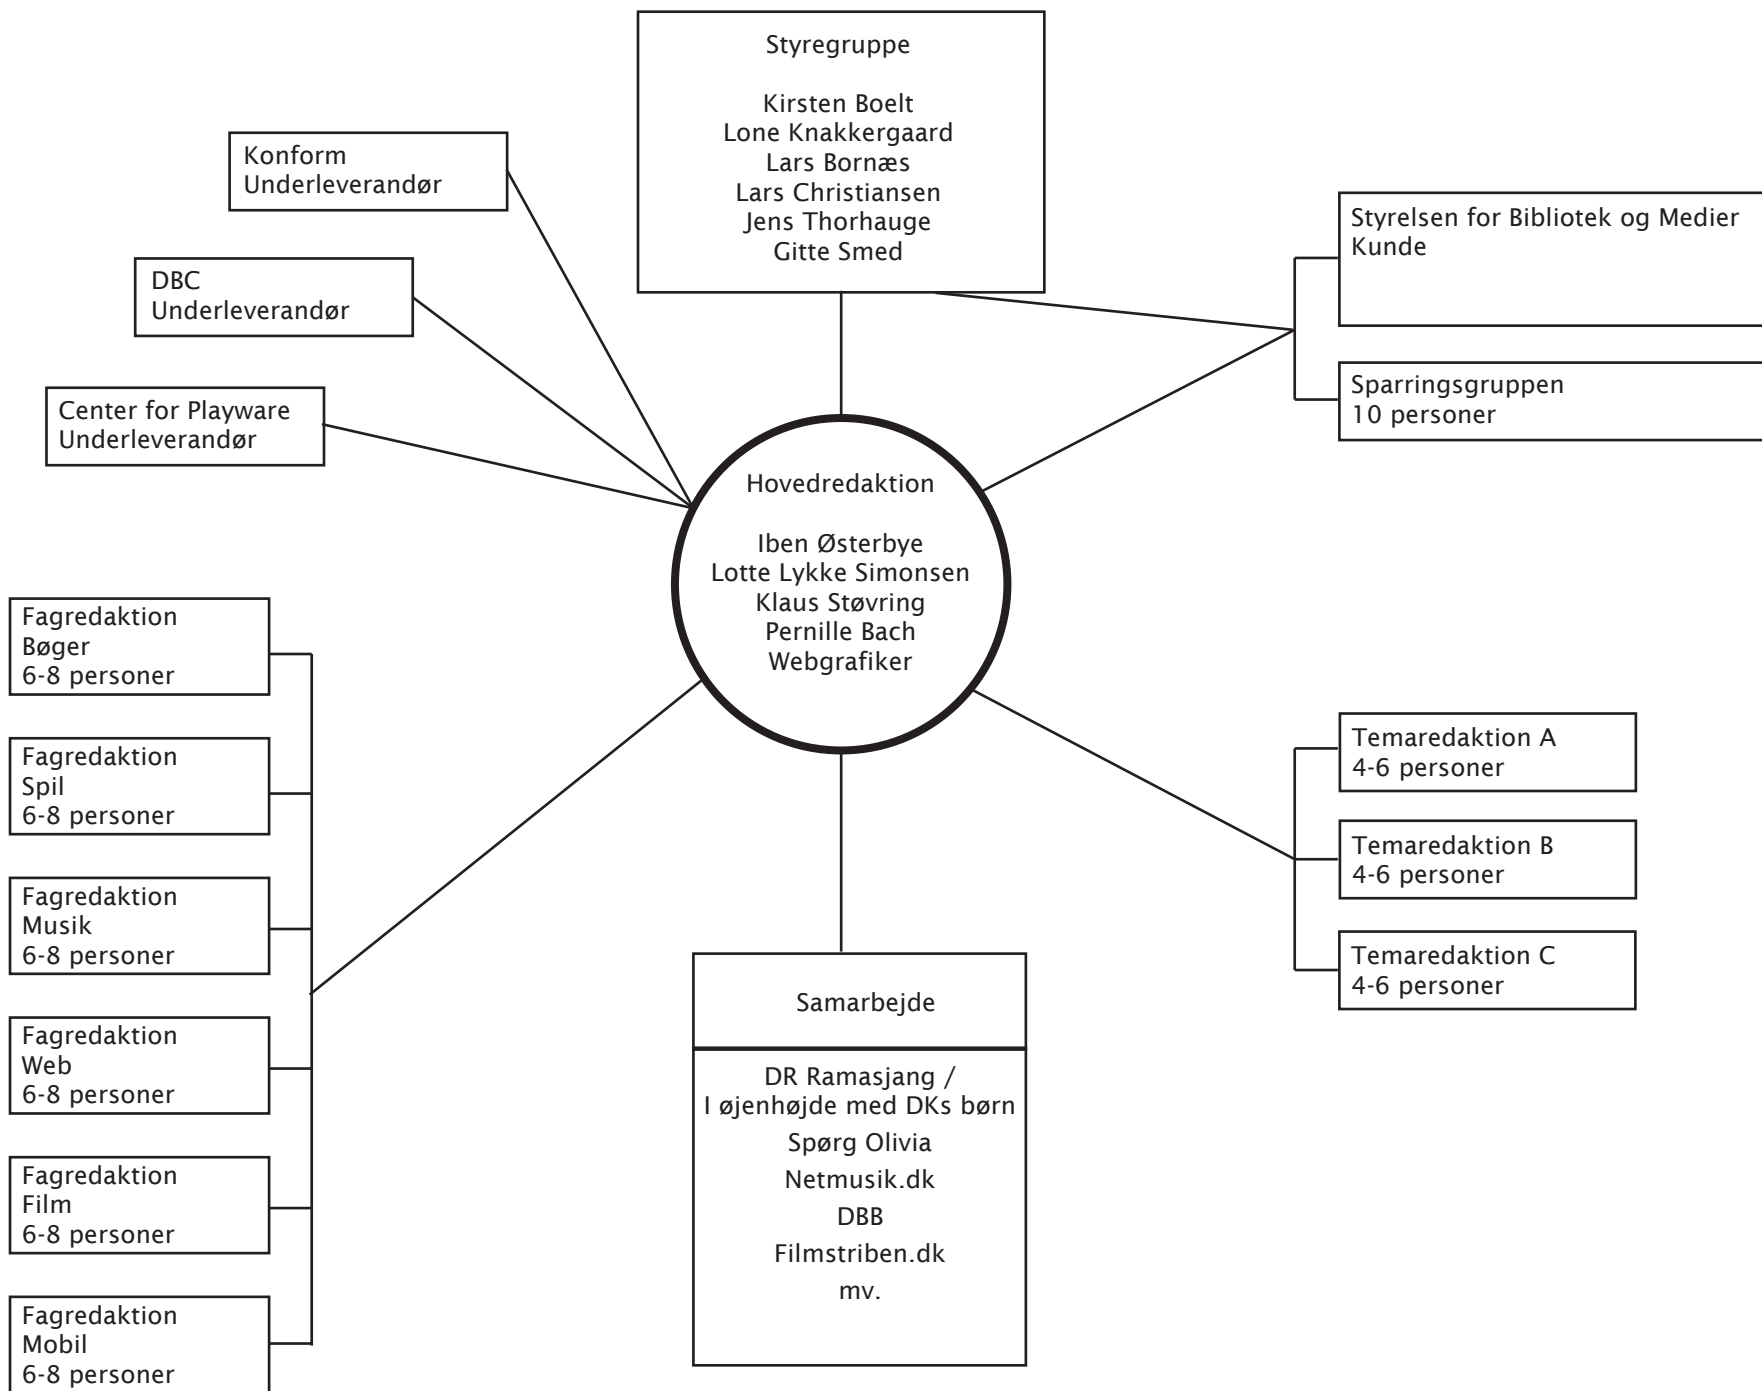 Styregruppe
Kirsten Boelt
Lone Knakkergaard
Lars Bornæs
Lars Christiansen
Jens Thorhauge
Gitte Smed
Konform
Underleverandør
DBC
Underleverandør
Center for Playware
Underleverandør
Styrelsen for Bibliotek og Medier
Kunde
Sparringsgruppen
10 personer
Hovedredaktion
Iben Østerbye
Lotte Lykke Simonsen
Klaus Støvring
Pernille Bach
Webgrafiker
Fagredaktion
Bøger
6-8 personer
Fagredaktion
Spil
6-8 personer
Fagredaktion
Musik
6-8 personer
Fagredaktion
Web
6-8 personer
Fagredaktion
Film
6-8 personer
Fagredaktion
Mobil
6-8 personer
Temaredaktion A
4-6 personer
Temaredaktion B
4-6 personer
Temaredaktion C
4-6 personer
Samarbejde
DR Ramasjang /
I øjenhøjde med DKs børn
Spørg Olivia
Netmusik.dk
DBB
Filmstriben.dk
mv.